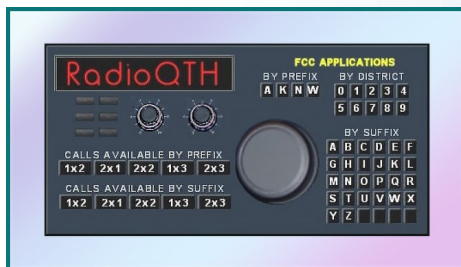 RadioQTH
FCC APPLICATIONS
BY PREFIX
A K N W
BY DISTRICT
0 1 2 3 4
5 6 7 8 9
CALLS AVAILABLE BY PREFIX
1x2 2x1 2x2 1x3 2x3
CALLS AVAILABLE BY SUFFIX
1x2 2x1 2x2 1x3 2x3
BY SUFFIX
A B C D E F
G H I J K L
M N O P Q R
S T U V W X
Y Z